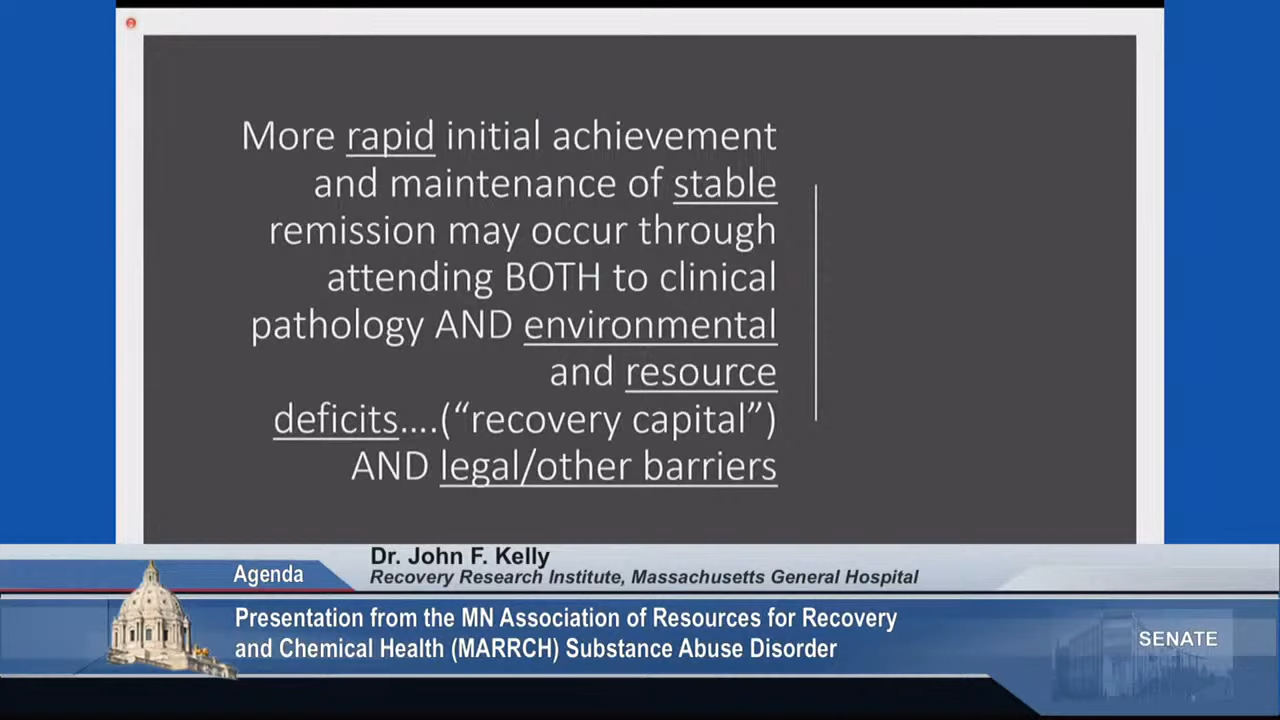 More rapid initial achievement
and maintenance of stable
remission may occur through
attending BOTH to clinical
pathology AND environmental
and resource
deficits....(“recovery capital”)
AND legal/other barriers
Dr. John F. Kelly
Recovery Research Institute, Massachusetts General Hospital
Agenda
Presentation from the MN Association of Resources for Recovery
and Chemical Health (MARRCH) Substance Abuse Disorder
SENATE